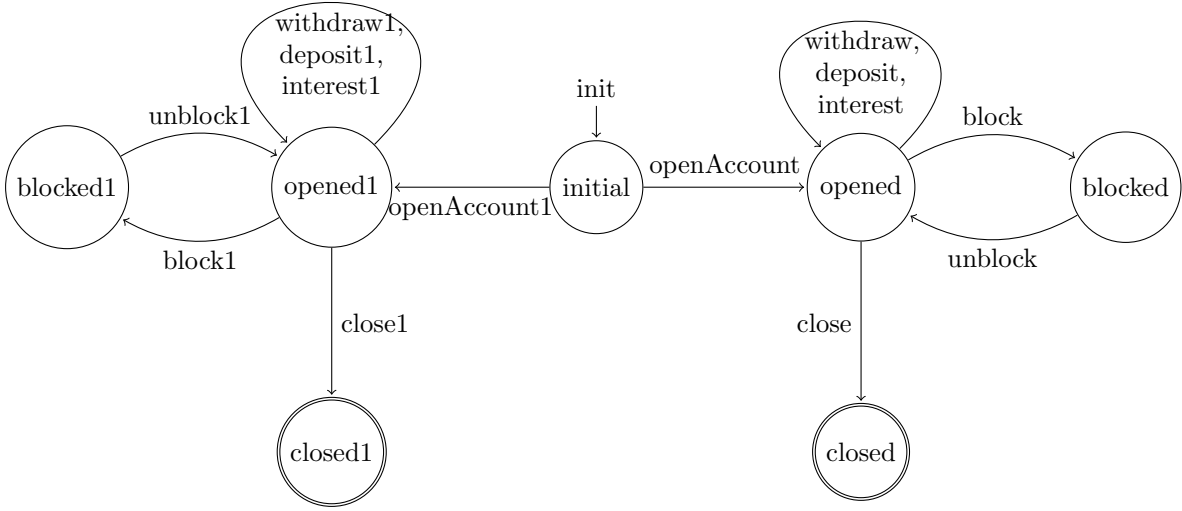 withdraw1,
deposit1,
interest1
withdraw,
deposit,
interest
init
unblock1
block
blocked1
opened1
initial
openAccount
opened
blocked
openAccount1
block1
unblock
close1
close
closed1
closed